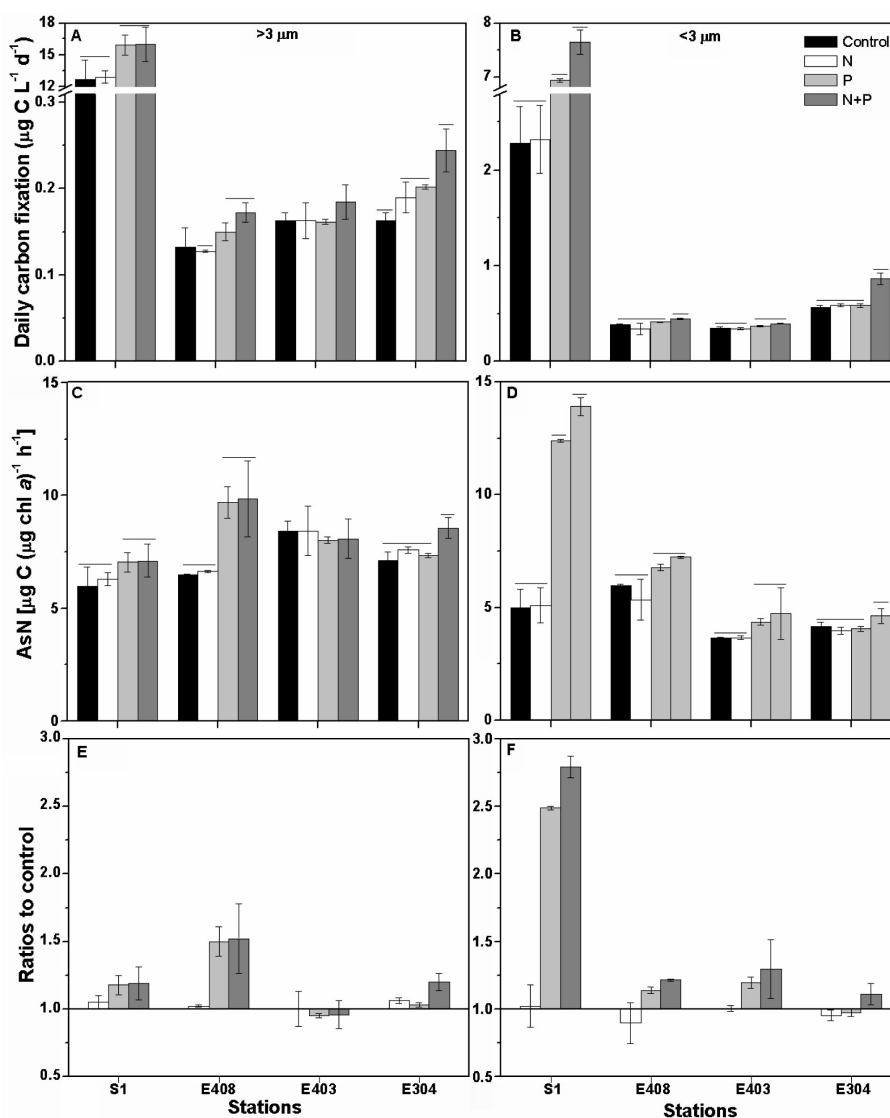 A
>3 µm
B
<3 µm
Control
N
P
N+P
Daily carbon fixation (µg C L⁻¹ d⁻¹)
18
15
12
0.3
0.2
0.1
0.0
8
7
2
1
0
C
D
AsN [µg C (µg chl a)⁻¹ h⁻¹]
15
10
5
0
15
10
5
0
E
F
Ratios to control
3.0
2.5
2.0
1.5
1.0
0.5
3.0
2.5
2.0
1.5
1.0
0.5
S1
E408
E403
E304
S1
E408
E403
E304
Stations
Stations